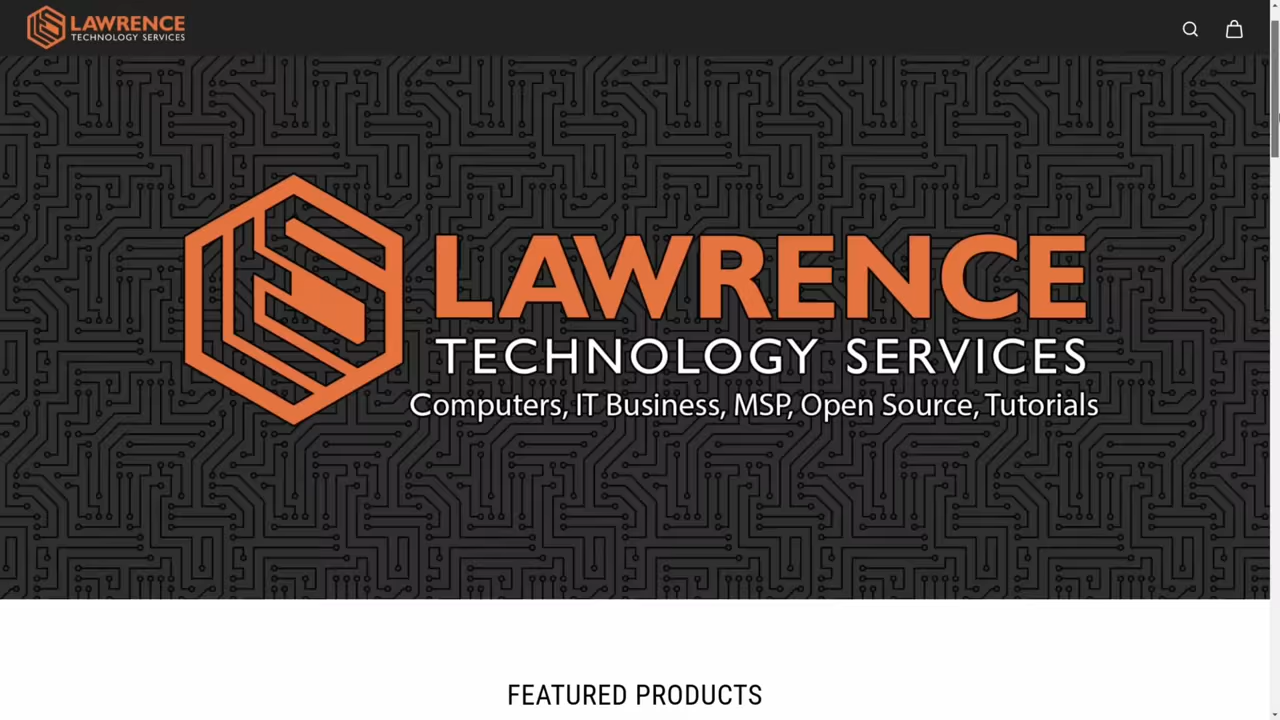 LAWRENCE
TECHNOLOGY SERVICES
LAWRENCE
TECHNOLOGY SERVICES
Computers, IT Business, MSP, Open Source, Tutorials
FEATURED PRODUCTS